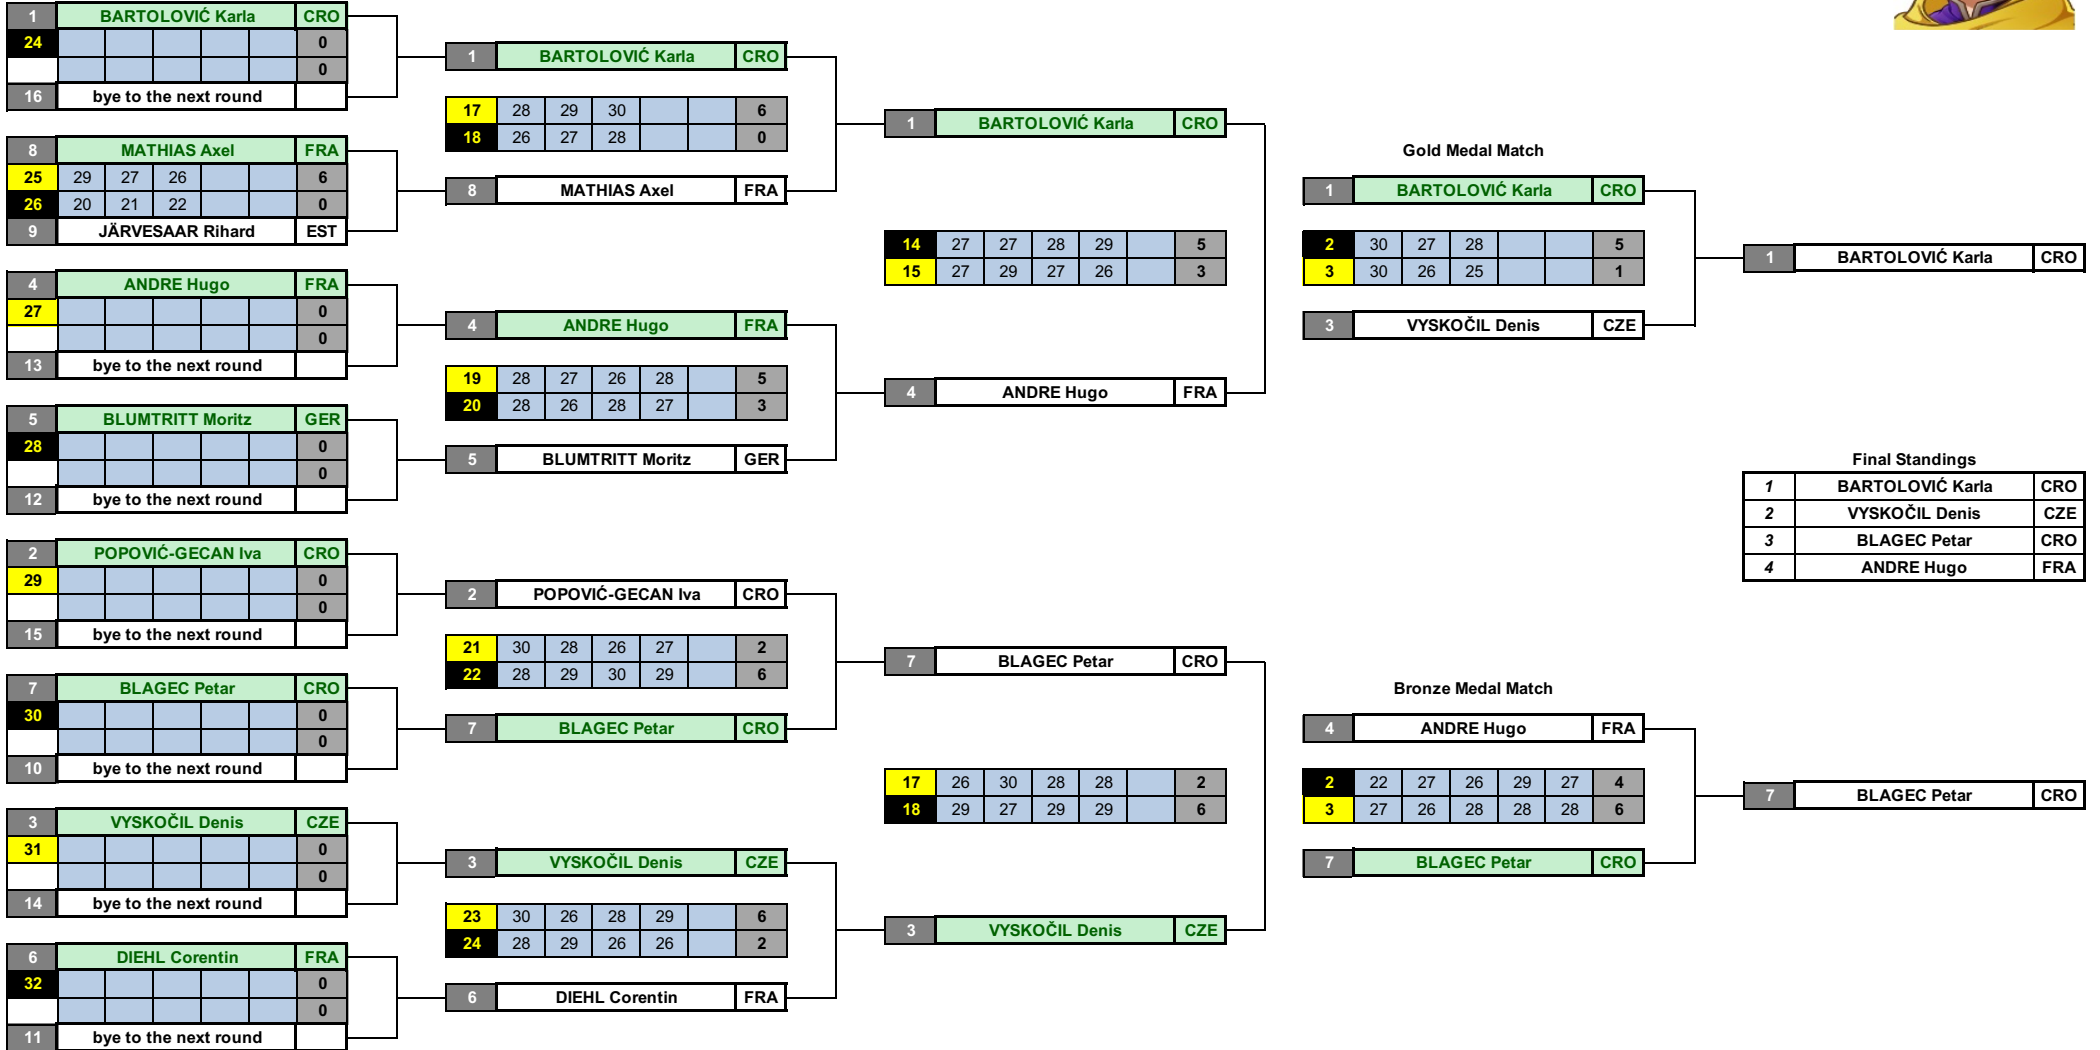 1 BARTOLOVIĆ Karla CRO
24 0
0
16 bye to the next round
8 MATHIAS Axel FRA
25 29 27 26 6
26 20 21 22 0
9 JÄRVESAAR Rihard EST
4 ANDRE Hugo FRA
27 0
0
13 bye to the next round
5 BLUMTRITT Moritz GER
28 0
0
12 bye to the next round
2 POPOVIĆ-GECAN Iva CRO
29 0
0
15 bye to the next round
7 BLAGEC Petar CRO
30 0
0
10 bye to the next round
3 VYSKOČIL Denis CZE
31 0
0
14 bye to the next round
6 DIEHL Corentin FRA
32 0
0
11 bye to the next round
1 BARTOLOVIĆ Karla CRO
17 28 29 30 6
18 26 27 28 0
8 MATHIAS Axel FRA
4 ANDRE Hugo FRA
19 28 27 26 28 5
20 28 26 28 27 3
5 BLUMTRITT Moritz GER
2 POPOVIĆ-GECAN Iva CRO
21 30 28 26 27 2
22 28 29 30 29 6
7 BLAGEC Petar CRO
3 VYSKOČIL Denis CZE
23 30 26 28 29 6
24 28 29 26 26 2
6 DIEHL Corentin FRA
1 BARTOLOVIĆ Karla CRO
14 27 27 28 29 5
15 27 29 27 26 3
4 ANDRE Hugo FRA
7 BLAGEC Petar CRO
17 26 30 28 28 2
18 29 27 29 29 6
3 VYSKOČIL Denis CZE
Gold Medal Match
1 BARTOLOVIĆ Karla CRO
2 30 27 28 5
3 30 26 25 1
3 VYSKOČIL Denis CZE
Bronze Medal Match
4 ANDRE Hugo FRA
2 22 27 26 29 27 4
3 27 26 28 28 28 6
7 BLAGEC Petar CRO
1 BARTOLOVIĆ Karla CRO
Final Standings
1 BARTOLOVIĆ Karla CRO
2 VYSKOČIL Denis CZE
3 BLAGEC Petar CRO
4 ANDRE Hugo FRA
7 BLAGEC Petar CRO